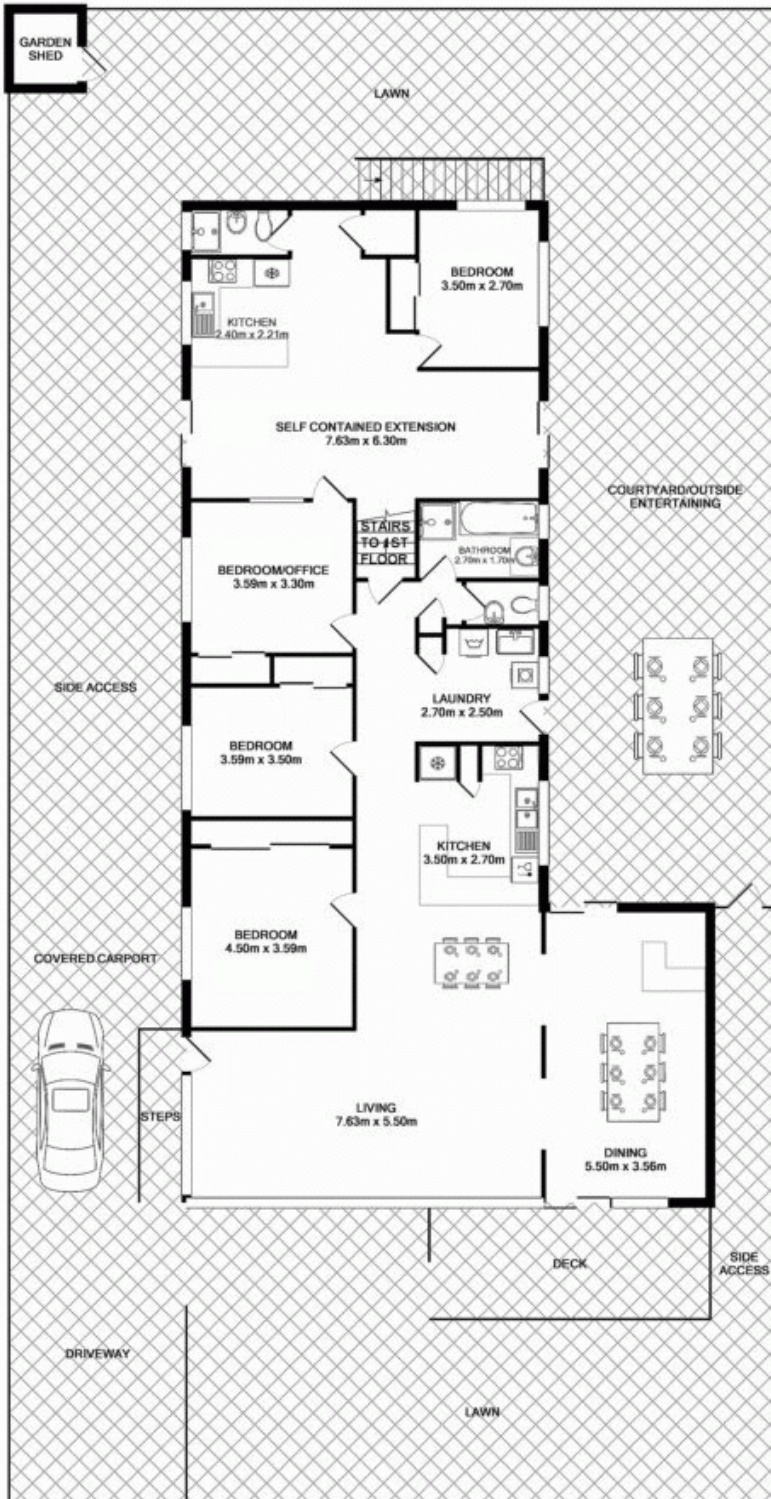 GARDEN
SHED
LAWN
BEDROOM
3.50m x 2.70m
KITCHEN
2.40m x 2.21m
SELF CONTAINED EXTENSION
7.63m x 6.30m
COURTYARD/OUTSIDE
ENTERTAINING
STAIRS
TO 1ST
FLOOR
BATHROOM
2.70m x 1.70m
BEDROOM/OFFICE
3.59m x 3.30m
SIDE ACCESS
LAUNDRY
2.70m x 2.50m
BEDROOM
3.59m x 3.50m
KITCHEN
3.50m x 2.70m
BEDROOM
4.50m x 3.59m
COVERED CARPORT
STEPS
LIVING
7.63m x 5.50m
DINING
5.50m x 3.56m
DECK
SIDE
ACCESS
DRIVEWAY
LAWN